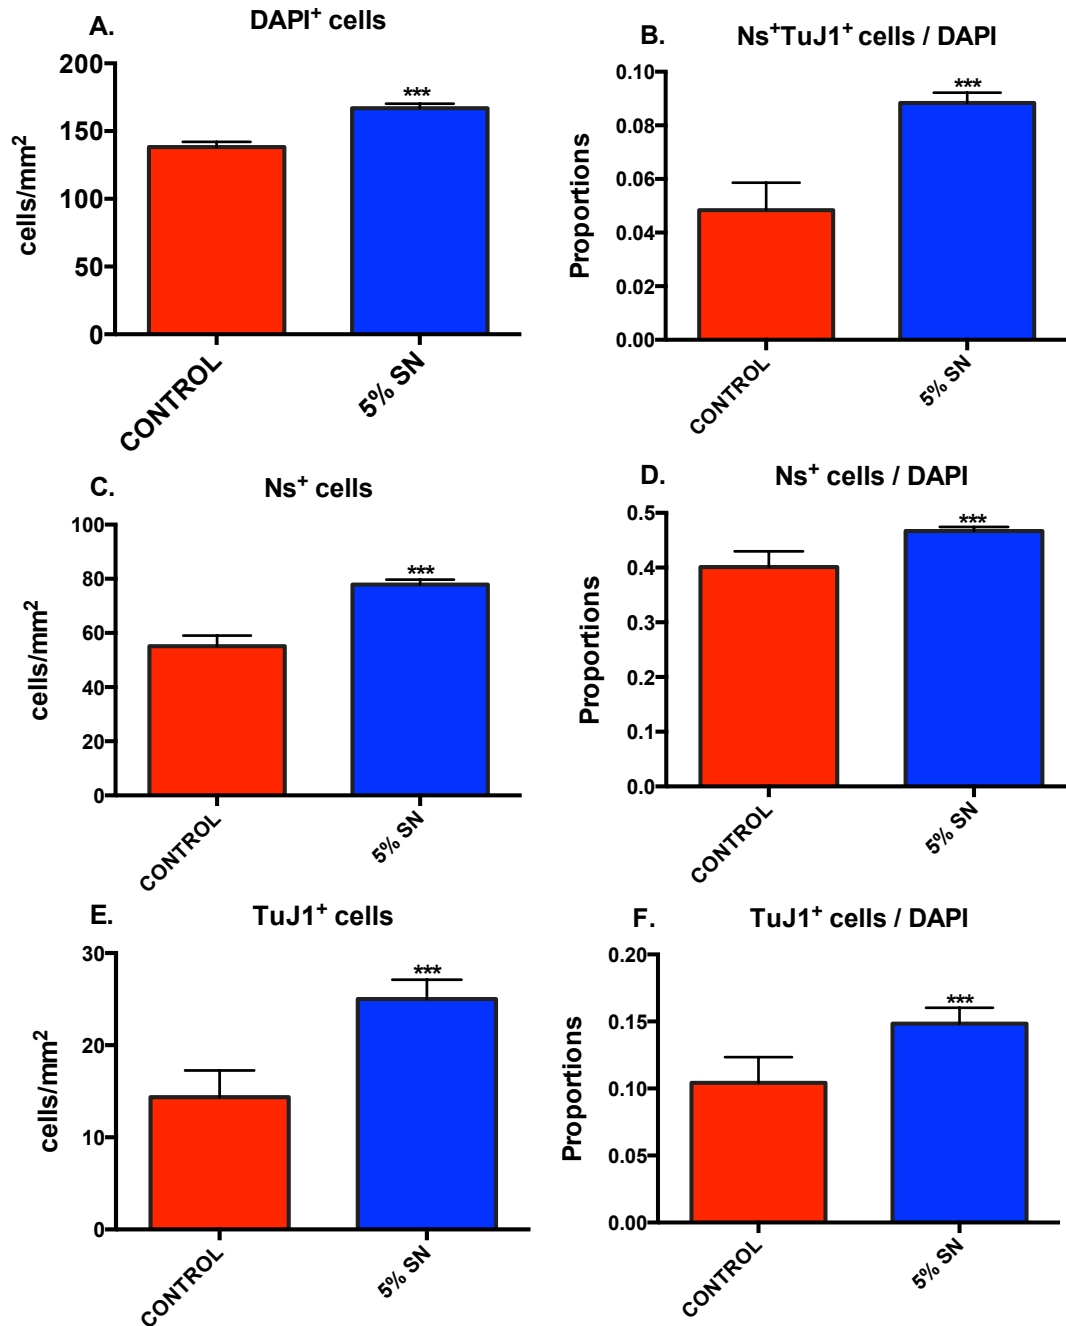 A. DAPI⁺ cells
cells/mm²
200
150
100
50
0
***
CONTROL
5% SN
B. Ns⁺TuJ1⁺ cells / DAPI
Proportions
0.10
0.08
0.06
0.04
0.02
0.00
***
CONTROL
5% SN
C. Ns⁺ cells
cells/mm²
100
80
60
40
20
0
***
CONTROL
5% SN
D. Ns⁺ cells / DAPI
Proportions
0.5
0.4
0.3
0.2
0.1
0.0
***
CONTROL
5% SN
E. TuJ1⁺ cells
cells/mm²
30
20
10
0
***
CONTROL
5% SN
F. TuJ1⁺ cells / DAPI
Proportions
0.20
0.15
0.10
0.05
0.00
***
CONTROL
5% SN